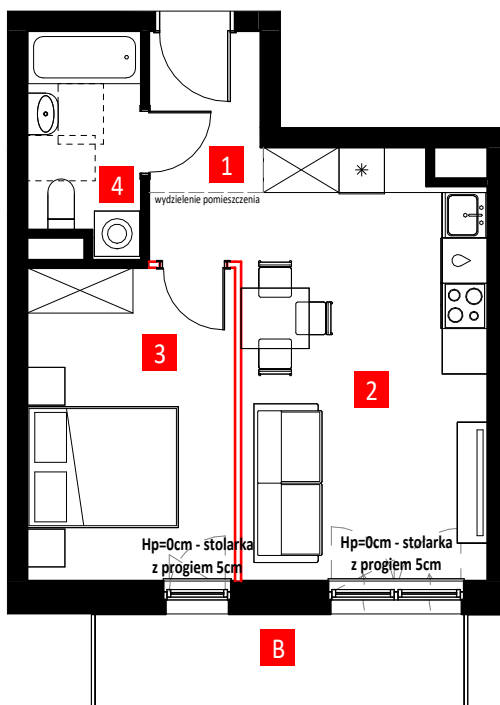 1
4
wydzielenie pomieszczenia
3
2
Hp=0cm - stolarka
z progiem 5cm
Hp=0cm - stolarka
z progiem 5cm
B